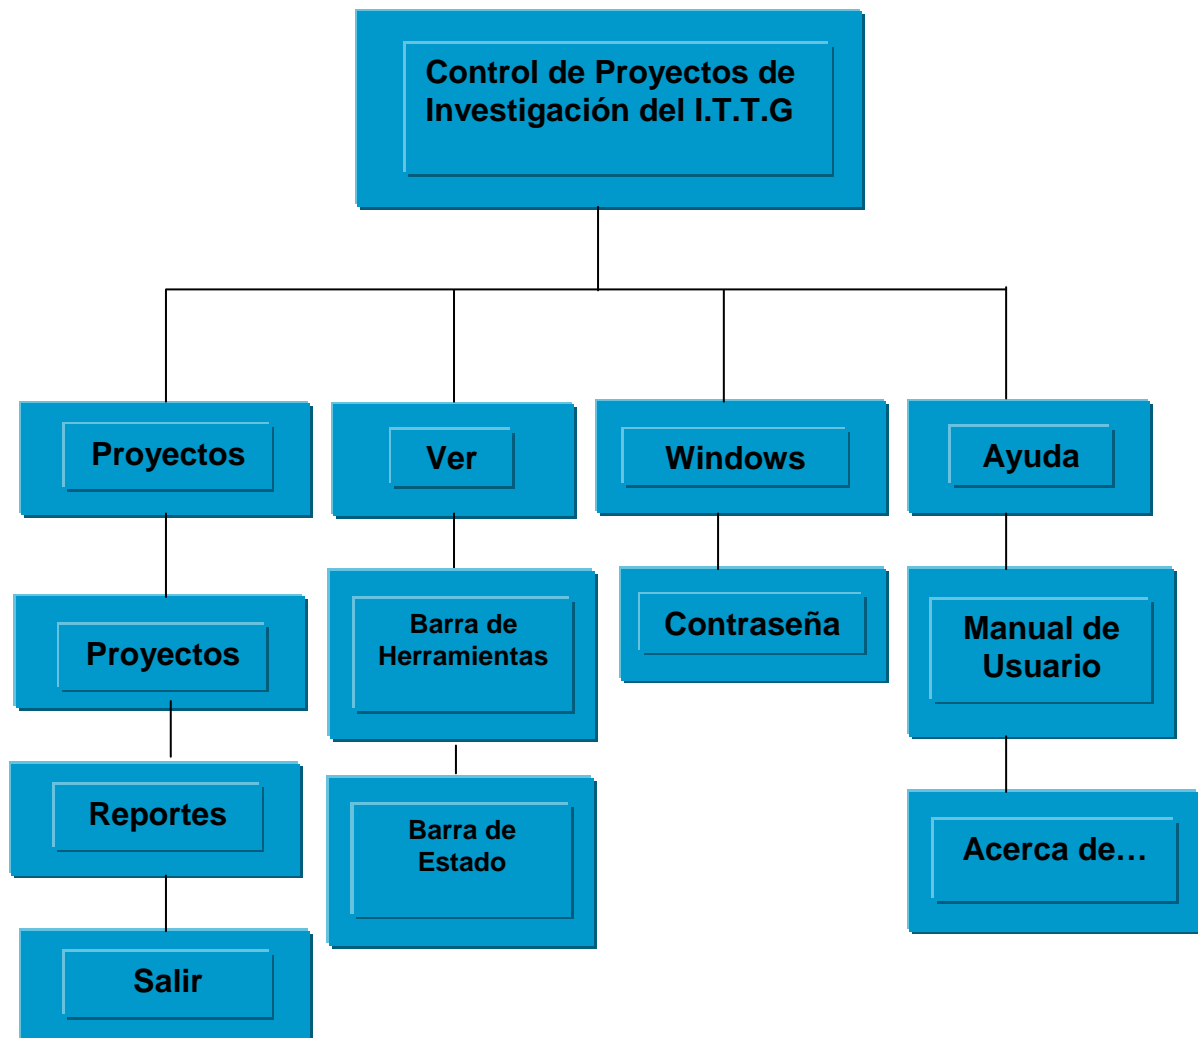 Control de Proyectos de
Investigación del I.T.T.G
Proyectos
Ver
Windows
Ayuda
Proyectos
Barra de
Herramientas
Contraseña
Manual de
Usuario
Reportes
Barra de
Estado
Acerca de…
Salir